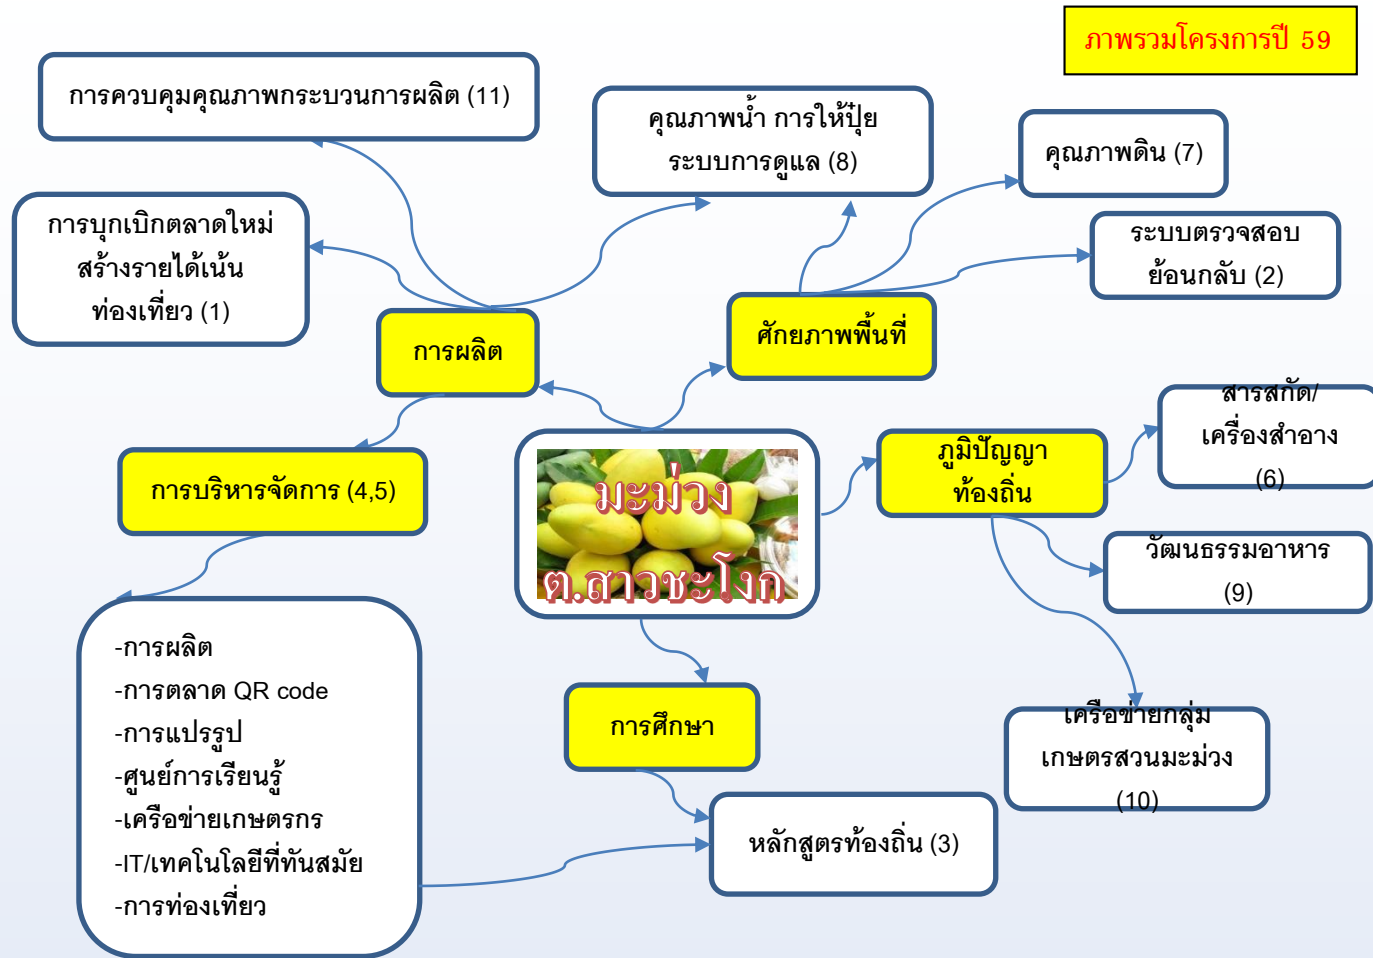 ภาพรวมโครงการปี 59
การควบคุมคุณภาพกระบวนการผลิต (11)
คุณภาพน้ำ การให้ปุ๋ย
ระบบการดูแล (8)
คุณภาพดิน (7)
การบุกเบิกตลาดใหม่
สร้างรายได้เน้น
ท่องเที่ยว (1)
ระบบตรวจสอบ
ย้อนกลับ (2)
การผลิต
ศักยภาพพื้นที่
สารสกัด/
เครื่องสำอาง
(6)
ภูมิปัญญา
ท้องถิ่น
การบริหารจัดการ (4,5)
มะม่วง
ต.สาวชะโงก
วัฒนธรรมอาหาร
(9)
-การผลิต
-การตลาด QR code
-การแปรรูป
-ศูนย์การเรียนรู้
-เครือข่ายเกษตรกร
-IT/เทคโนโลยีที่ทันสมัย
-การท่องเที่ยว
การศึกษา
เครือข่ายกลุ่ม
เกษตรสวนมะม่วง
(10)
หลักสูตรท้องถิ่น (3)